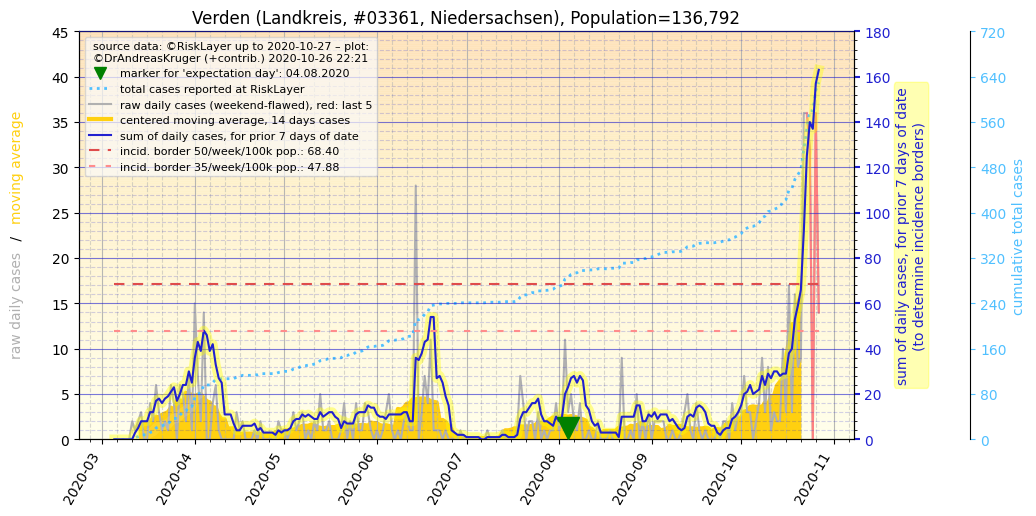 Verden (Landkreis, #03361, Niedersachsen), Population=136,792
source data: ©RiskLayer up to 2020-10-27 – plot:
©DrAndreasKruger (+contrib.) 2020-10-26 22:21
marker for 'expectation day': 04.08.2020
total cases reported at RiskLayer
raw daily cases (weekend-flawed), red: last 5
centered moving average, 14 days cases
sum of daily cases, for prior 7 days of date
incid. border 50/week/100k pop.: 68.40
incid. border 35/week/100k pop.: 47.88
raw daily cases / moving average
45
40
35
30
25
20
15
10
5
0
180
160
140
120
100
80
60
40
20
0
sum of daily cases, for prior 7 days of date
(to determine incidence borders)
720
640
560
480
400
320
240
160
80
0
cumulative total cases
2020-03
2020-04
2020-05
2020-06
2020-07
2020-08
2020-09
2020-10
2020-11